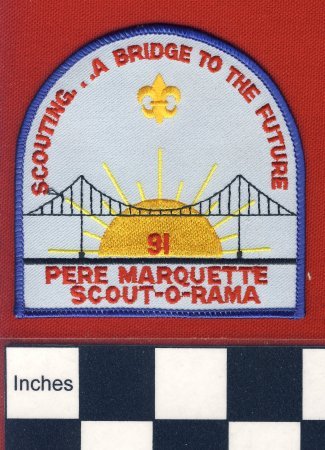 SCOUTING. . .A BRIDGE TO THE FUTURE
91
PERE MARQUETTE
SCOUT-O-RAMA
Inches